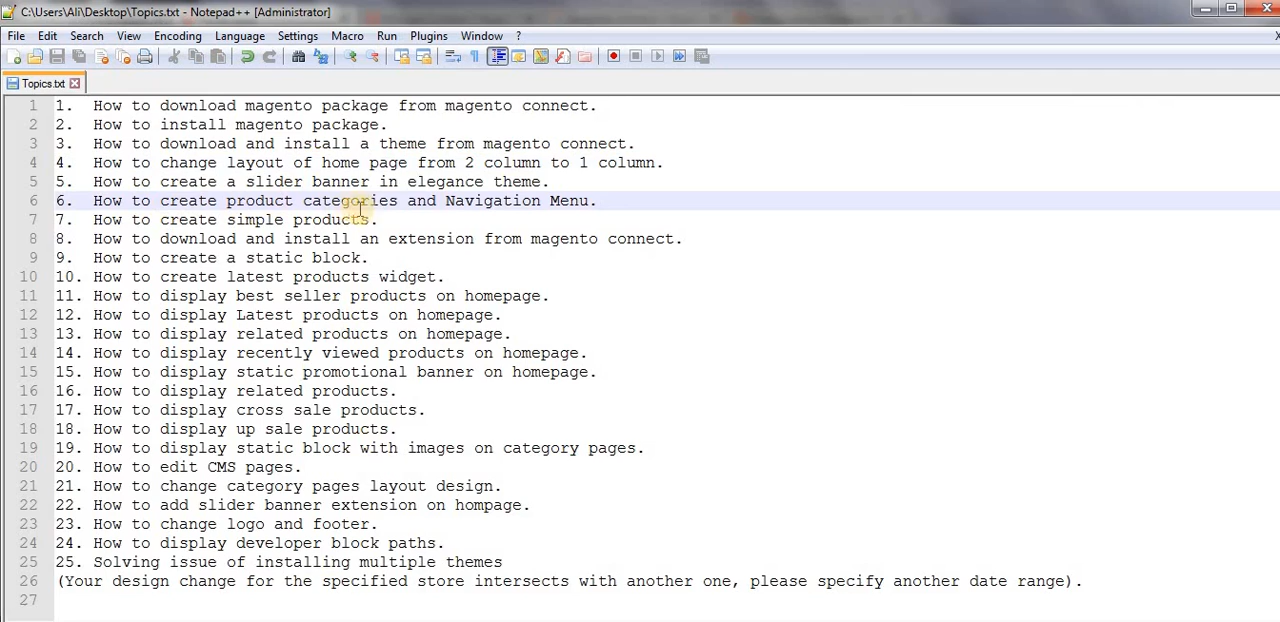 C:\Users\Ali\Desktop\Topics.txt - Notepad++ [Administrator]
File Edit Search View Encoding Language Settings Macro Run Plugins Window ? X
Topics.txt
1 1. How to download magento package from magento connect.
2 2. How to install magento package.
3 3. How to download and install a theme from magento connect.
4 4. How to change layout of home page from 2 column to 1 column.
5 5. How to create a slider banner in elegance theme.
6 6. How to create product categories and Navigation Menu.
7 7. How to create simple products.
8 8. How to download and install an extension from magento connect.
9 9. How to create a static block.
10 10. How to create latest products widget.
11 11. How to display best seller products on homepage.
12 12. How to display Latest products on homepage.
13 13. How to display related products on homepage.
14 14. How to display recently viewed products on homepage.
15 15. How to display static promotional banner on homepage.
16 16. How to display related products.
17 17. How to display cross sale products.
18 18. How to display up sale products.
19 19. How to display static block with images on category pages.
20 20. How to edit CMS pages.
21 21. How to change category pages layout design.
22 22. How to add slider banner extension on hompage.
23 23. How to change logo and footer.
24 24. How to display developer block paths.
25 25. Solving issue of installing multiple themes
26 (Your design change for the specified store intersects with another one, please specify another date range).
27